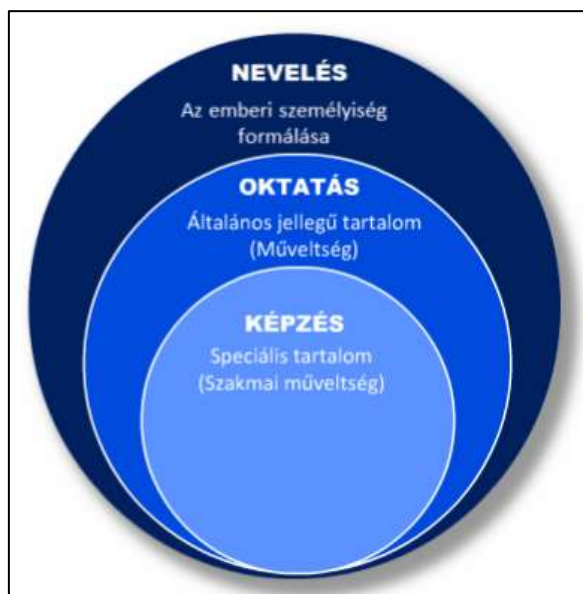 NEVELÉS
Az emberi személyiség
formálása
OKTATÁS
Általános jellegű tartalom
(Műveltség)
KÉPZÉS
Speciális tartalom
(Szakmai műveltség)